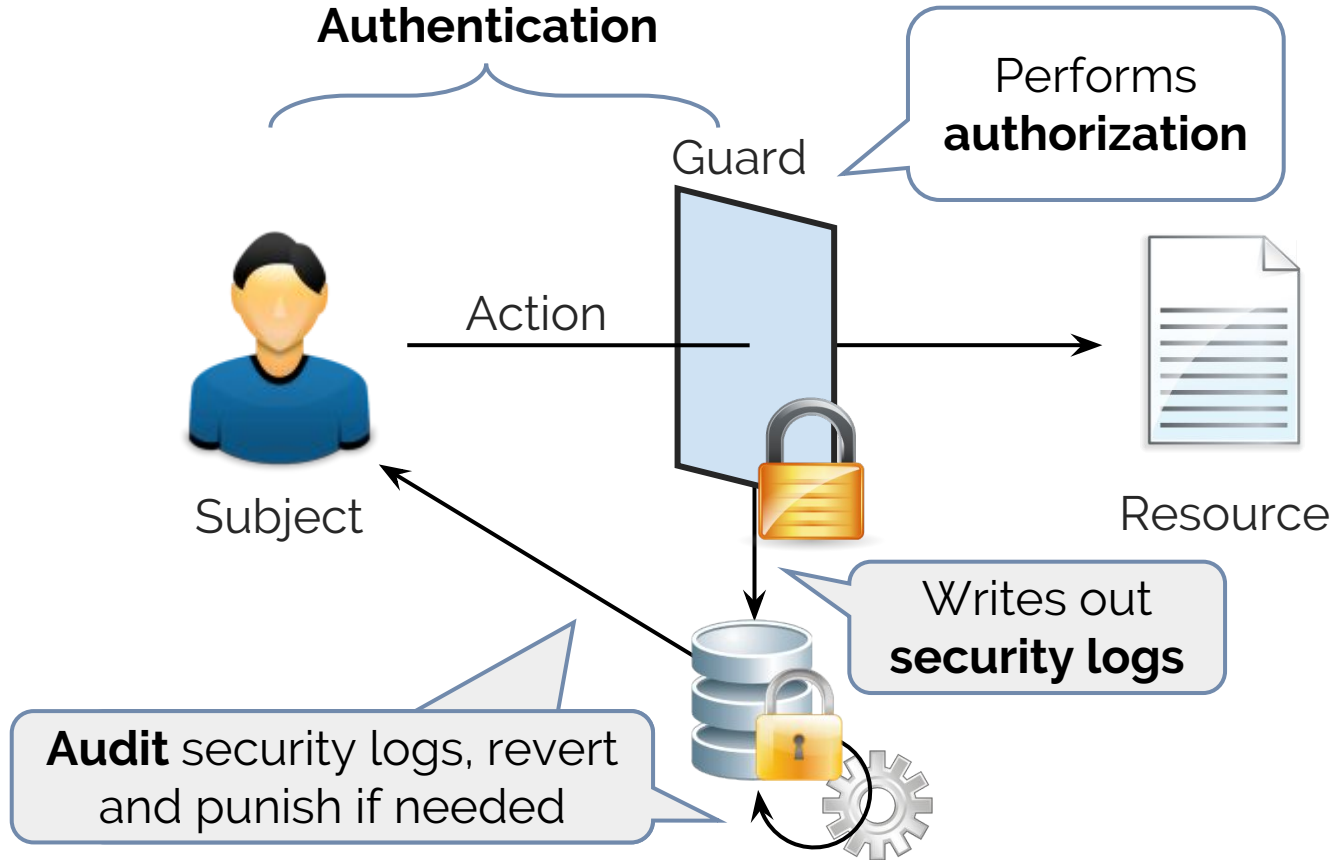 Authentication
Performs
authorization
Guard
Action
Subject
Resource
Writes out
security logs
Audit security logs, revert
and punish if needed